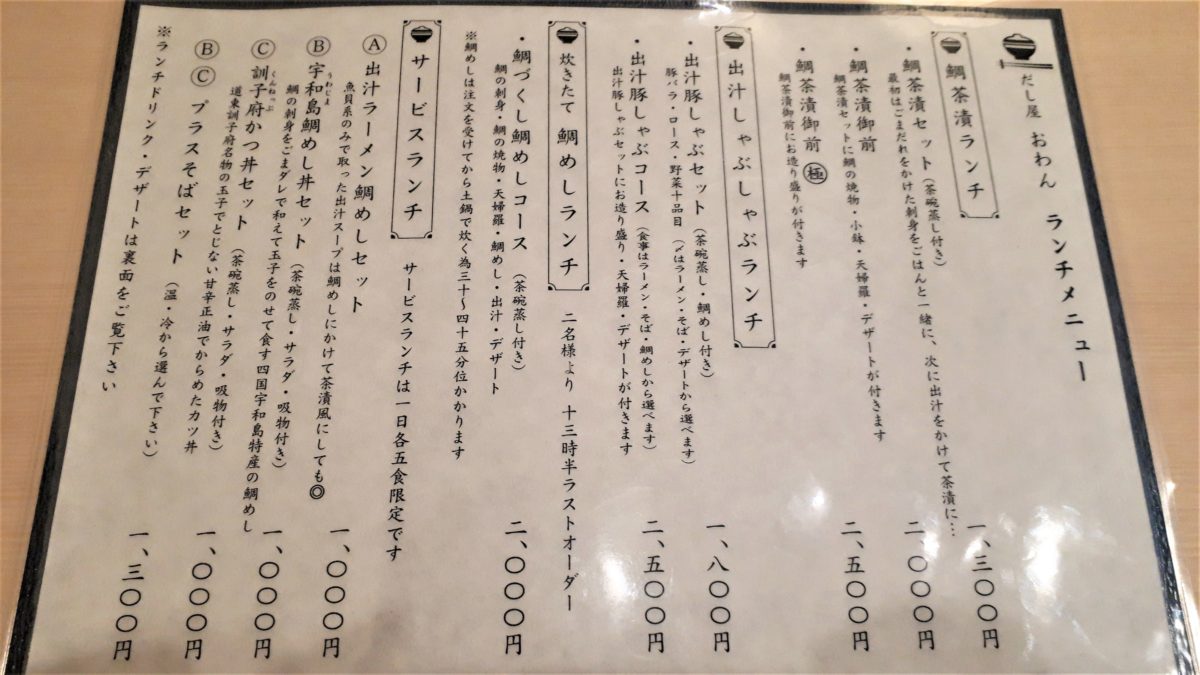 だし屋 おわん ランチメニュー
鯛茶漬ランチ
・鯛茶漬セット(茶碗蒸し付き) 一、三〇〇円
最初はごまだれをかけた刺身をごはんと一緒に、次に出汁をかけて茶漬に…
・鯛茶漬御前 二、〇〇〇円
鯛茶漬セットに鯛の焼物・小鉢・天婦羅・デザートが付きます
・鯛茶漬御前 極 二、五〇〇円
鯛茶漬御前にお造り盛りが付きます
出汁しゃぶしゃぶランチ
・出汁豚しゃぶセット(茶碗蒸し・鯛めし付き) 一、八〇〇円
豚バラ・ロース・野菜十品目(〆はラーメン・そば・デザートから選べます)
・出汁豚しゃぶコース(食事はラーメン・そば・鯛めしから選べます) 二、五〇〇円
出汁豚しゃぶセットにお造り盛り・天婦羅・デザートが付きます
炊きたて 鯛めしランチ 二名様より 十三時半ラストオーダー
・鯛づくし鯛めしコース(茶碗蒸し付き) 二、〇〇〇円
鯛の刺身・鯛の焼物・天婦羅・鯛めし・出汁・デザート
※鯛めしは注文を受けてから土鍋で炊く為三十〜四十五分位かかります
サービスランチ サービスランチは一日各五食限定です
Ⓐ 出汁ラーメン鯛めしセット 一、〇〇〇円
魚貝系のみで取った出汁スープは鯛めしにかけて茶漬風にしても◎
Ⓑ 宇和島鯛めし丼セット(茶碗蒸し・サラダ・吸物付き) 一、〇〇〇円
うわじま
鯛の刺身をごまダレで和えて玉子をのせて食す四国宇和島特産の鯛めし
Ⓒ 訓子府かつ丼セット(茶碗蒸し・サラダ・吸物付き) 一、〇〇〇円
くんねっぷ
道東訓子府名物の玉子でとじない甘辛正油でからめたカツ丼
ⒷⒸ プラスそばセット(温・冷から選んで下さい) 一、三〇〇円
※ランチドリンク・デザートは裏面をご覧下さい